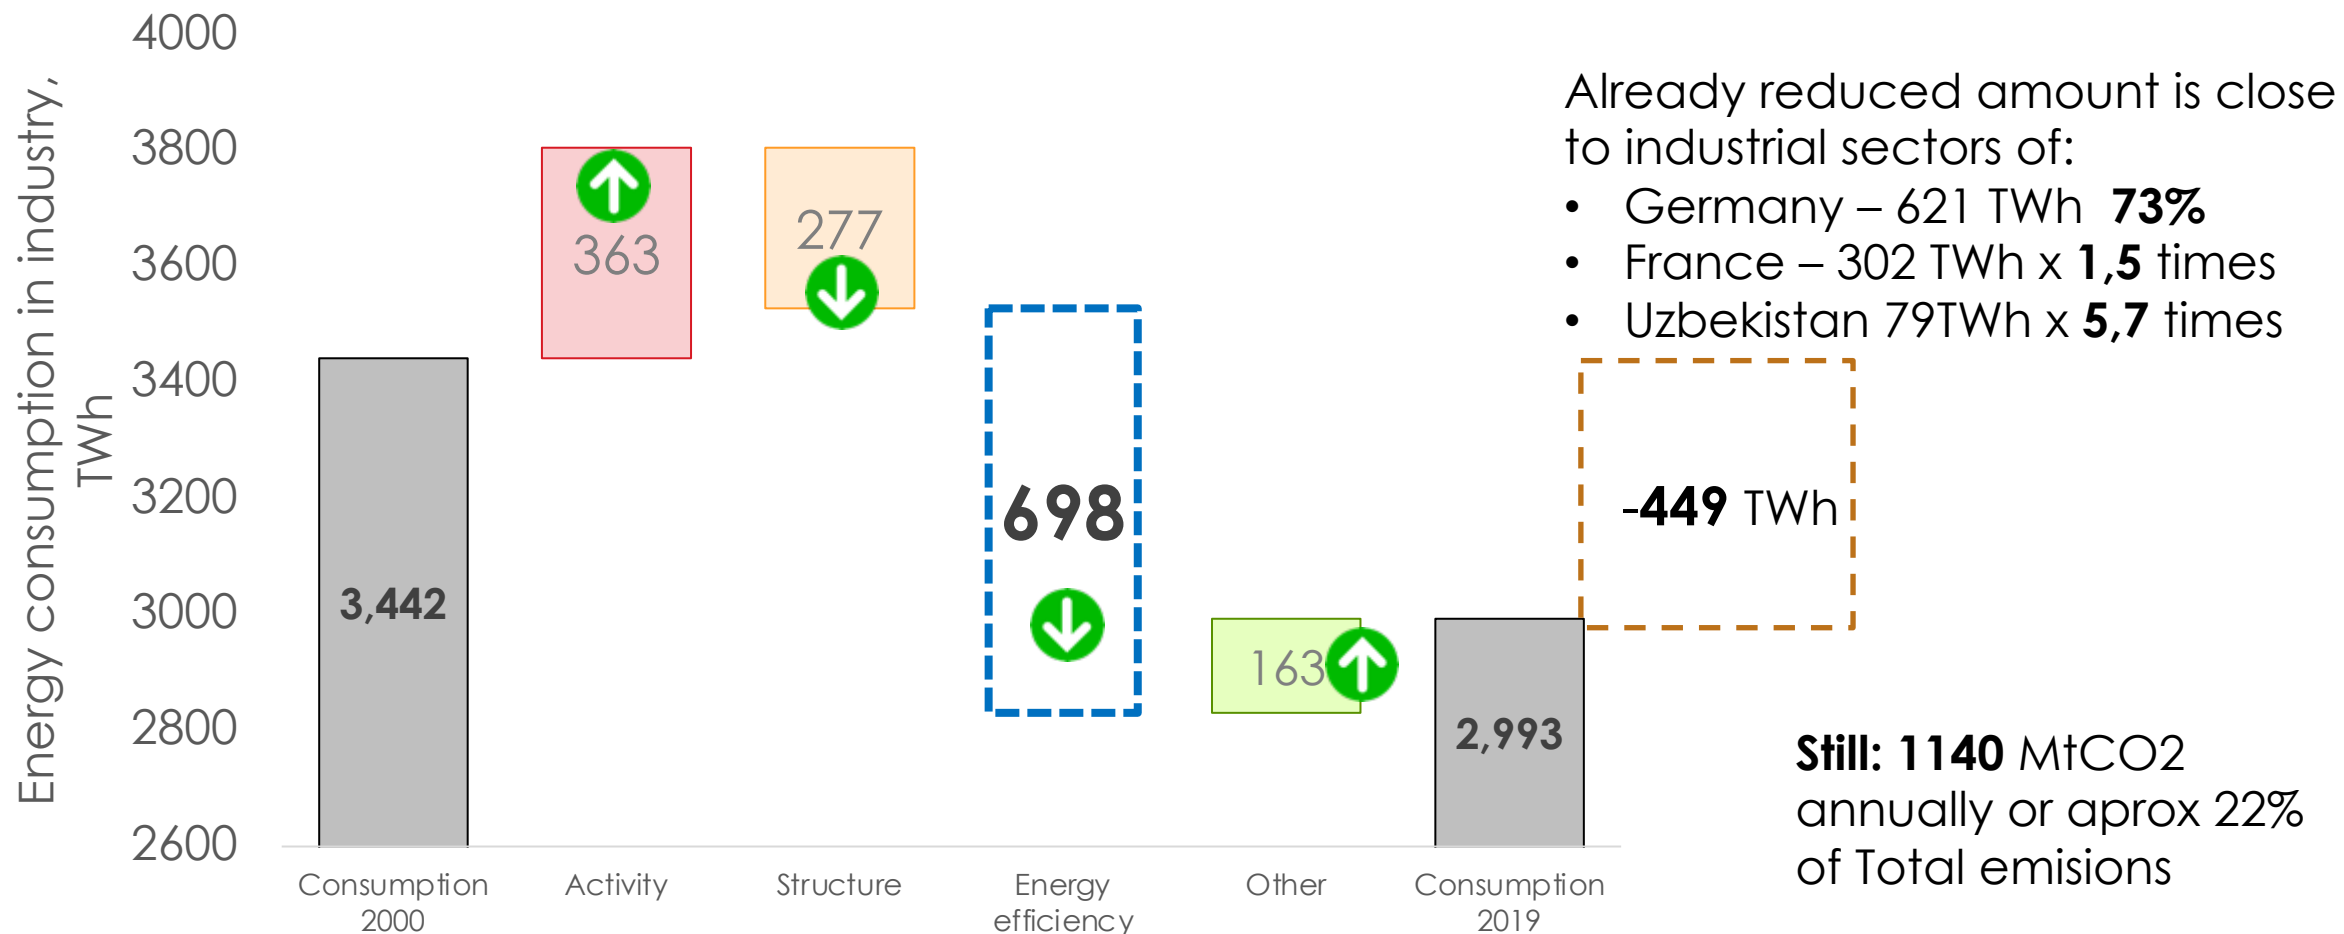 Energy consumption in industry,
TWh
4000
3800
3600
3400
3200
3000
2800
2600
3,442
363
277
698
163
2,993
Consumption
2000
Activity
Structure
Energy
efficiency
Other
Consumption
2019
Already reduced amount is close
to industrial sectors of:
• Germany – 621 TWh 73%
• France – 302 TWh x 1,5 times
• Uzbekistan 79TWh x 5,7 times
-449 TWh
Still: 1140 MtCO2
annually or aprox 22%
of Total emisions